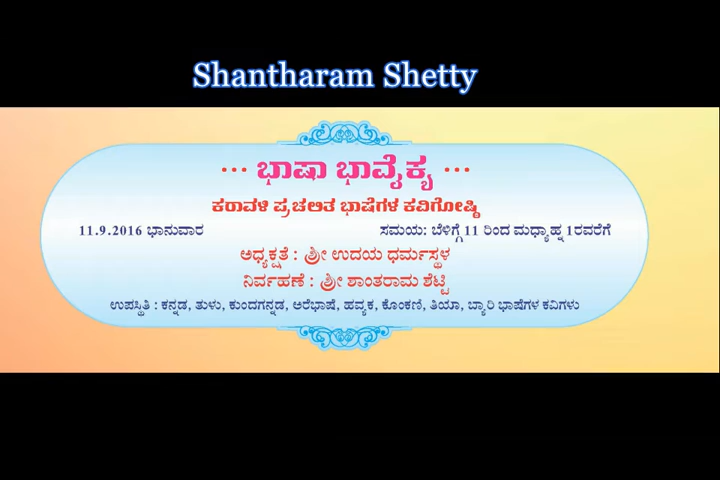 Shantharam Shetty
... ಭಾಷಾ ಭಾವೈಕ್ಯ ...
ಕರಾವಳಿ ಪ್ರಚಲಿತ ಭಾಷೆಗಳ ಕವಿಗೋಷ್ಠಿ
11.9.2016 ಭಾನುವಾರ ಸಮಯ: ಬೆಳಿಗ್ಗೆ 11 ರಿಂದ ಮಧ್ಯಾಹ್ನ 1ರವರೆಗೆ
ಅಧ್ಯಕ್ಷತೆ : ಶ್ರೀ ಉದಯ ಧರ್ಮಸ್ಥಳ
ನಿರ್ವಹಣೆ : ಶ್ರೀ ಶಾಂತರಾಮ ಶೆಟ್ಟಿ
ಉಪಸ್ಥಿತಿ : ಕನ್ನಡ, ತುಳು, ಕುಂದಗನ್ನಡ, ಅರೆಭಾಷೆ, ಹವ್ಯಕ, ಕೊಂಕಣಿ, ತಿಯಾ, ಬ್ಯಾರಿ ಭಾಷೆಗಳ ಕವಿಗಳು